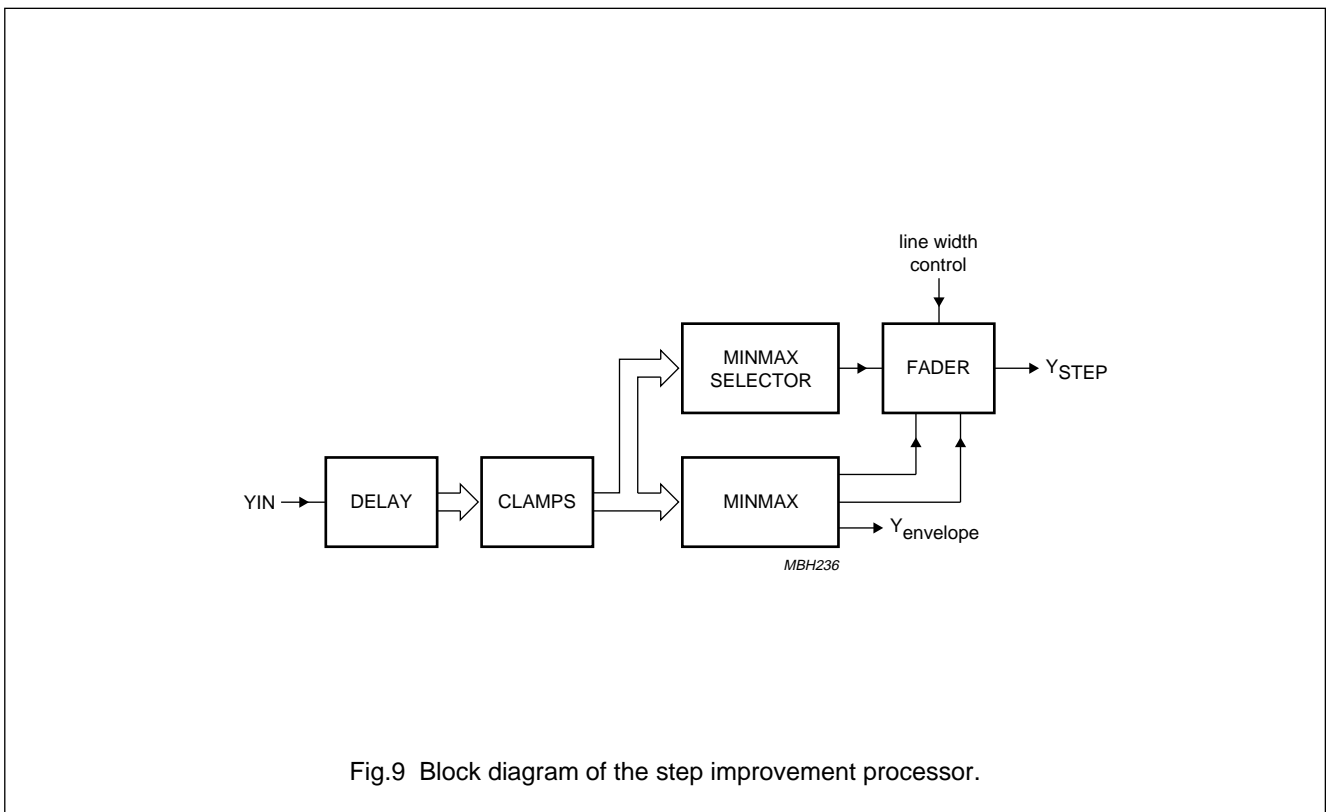 line width
control
MINMAX
SELECTOR
FADER
YSTEP
YIN
DELAY
CLAMPS
MINMAX
Yenvelope
MBH236
Fig.9 Block diagram of the step improvement processor.